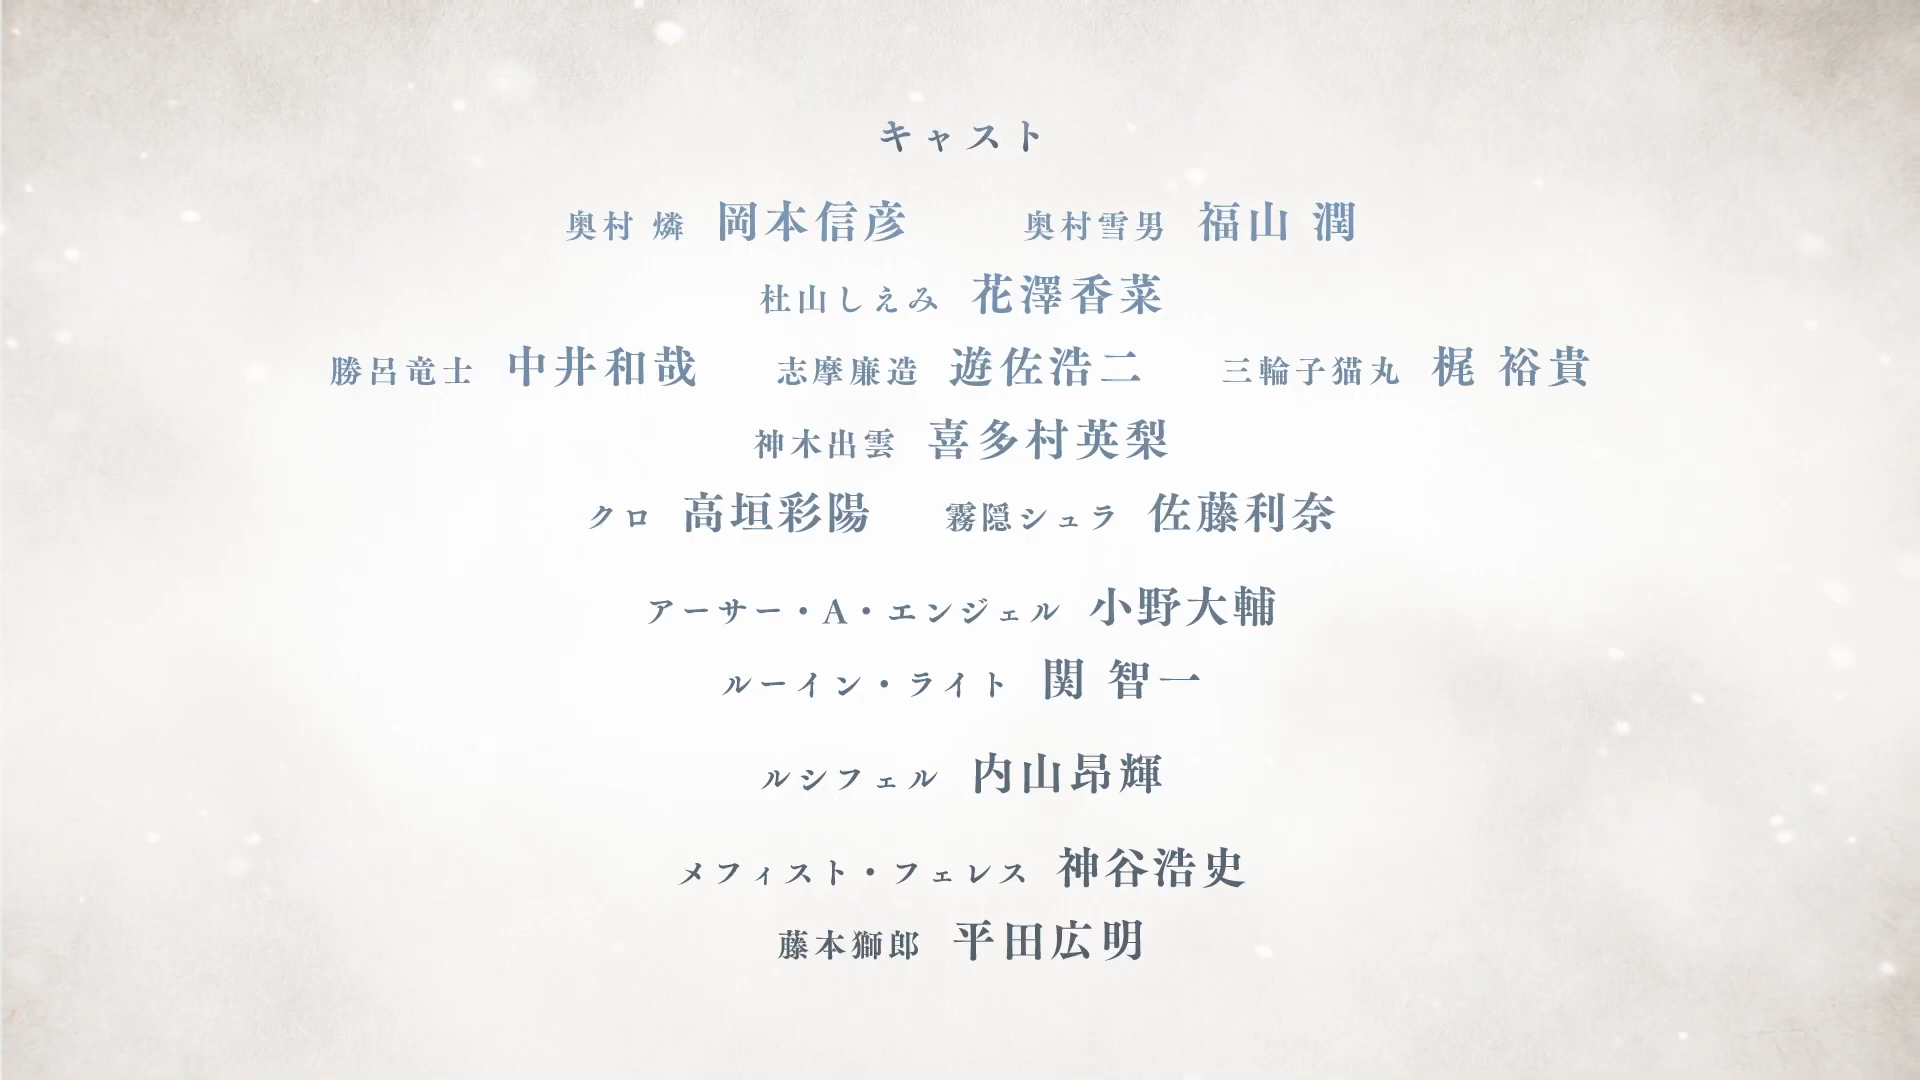 キャスト
奥村 燐 岡本信彦 奥村雪男 福山 潤
杜山しえみ 花澤香菜
勝呂竜士 中井和哉 志摩廉造 遊佐浩二 三輪子猫丸 梶 裕貴
神木出雲 喜多村英梨
クロ 高垣彩陽 霧隠シュラ 佐藤利奈
アーサー・A・エンジェル 小野大輔
ルーイン・ライト 関 智一
ルシフェル 内山昂輝
メフィスト・フェレス 神谷浩史
藤本獅郎 平田広明